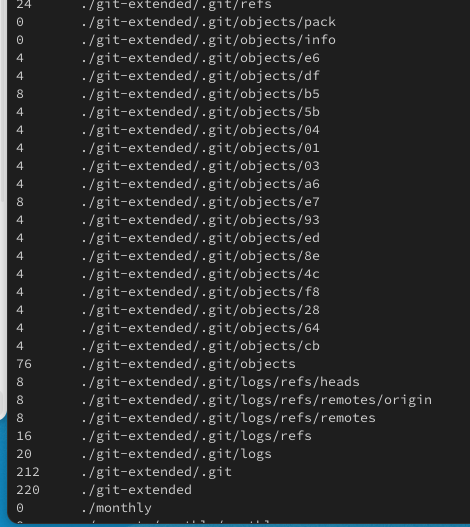 24 ./git-extended/.git/refs
0 ./git-extended/.git/objects/pack
0 ./git-extended/.git/objects/info
4 ./git-extended/.git/objects/e6
4 ./git-extended/.git/objects/df
8 ./git-extended/.git/objects/b5
4 ./git-extended/.git/objects/5b
4 ./git-extended/.git/objects/04
4 ./git-extended/.git/objects/01
4 ./git-extended/.git/objects/03
4 ./git-extended/.git/objects/a6
8 ./git-extended/.git/objects/e7
4 ./git-extended/.git/objects/93
4 ./git-extended/.git/objects/ed
4 ./git-extended/.git/objects/8e
4 ./git-extended/.git/objects/4c
4 ./git-extended/.git/objects/f8
4 ./git-extended/.git/objects/28
4 ./git-extended/.git/objects/64
4 ./git-extended/.git/objects/cb
76 ./git-extended/.git/objects
8 ./git-extended/.git/logs/refs/heads
8 ./git-extended/.git/logs/refs/remotes/origin
8 ./git-extended/.git/logs/refs/remotes
16 ./git-extended/.git/logs/refs
20 ./git-extended/.git/logs
212 ./git-extended/.git
220 ./git-extended
0 ./monthly